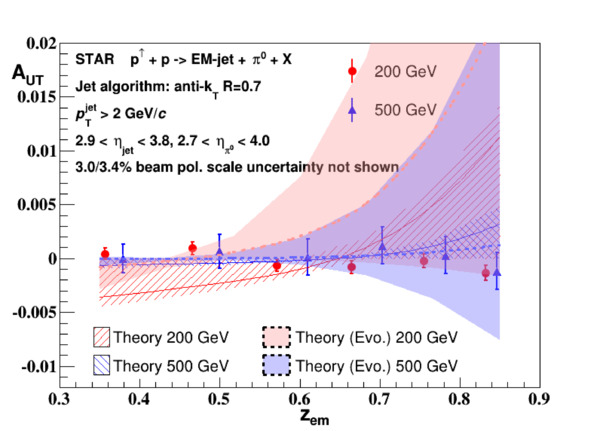 0.02
A_UT
STAR p^↑ + p -> EM-jet + π^0 + X
200 GeV
0.015
Jet algorithm: anti-k_T R=0.7
p_T^jet > 2 GeV/c
500 GeV
0.01
2.9 < η_jet < 3.8, 2.7 < η_π^0 < 4.0
3.0/3.4% beam pol. scale uncertainty not shown
0.005
0
-0.005
Theory 200 GeV
Theory (Evo.) 200 GeV
-0.01
Theory 500 GeV
Theory (Evo.) 500 GeV
0.3 0.4 0.5 0.6 0.7 0.8 0.9
z_em